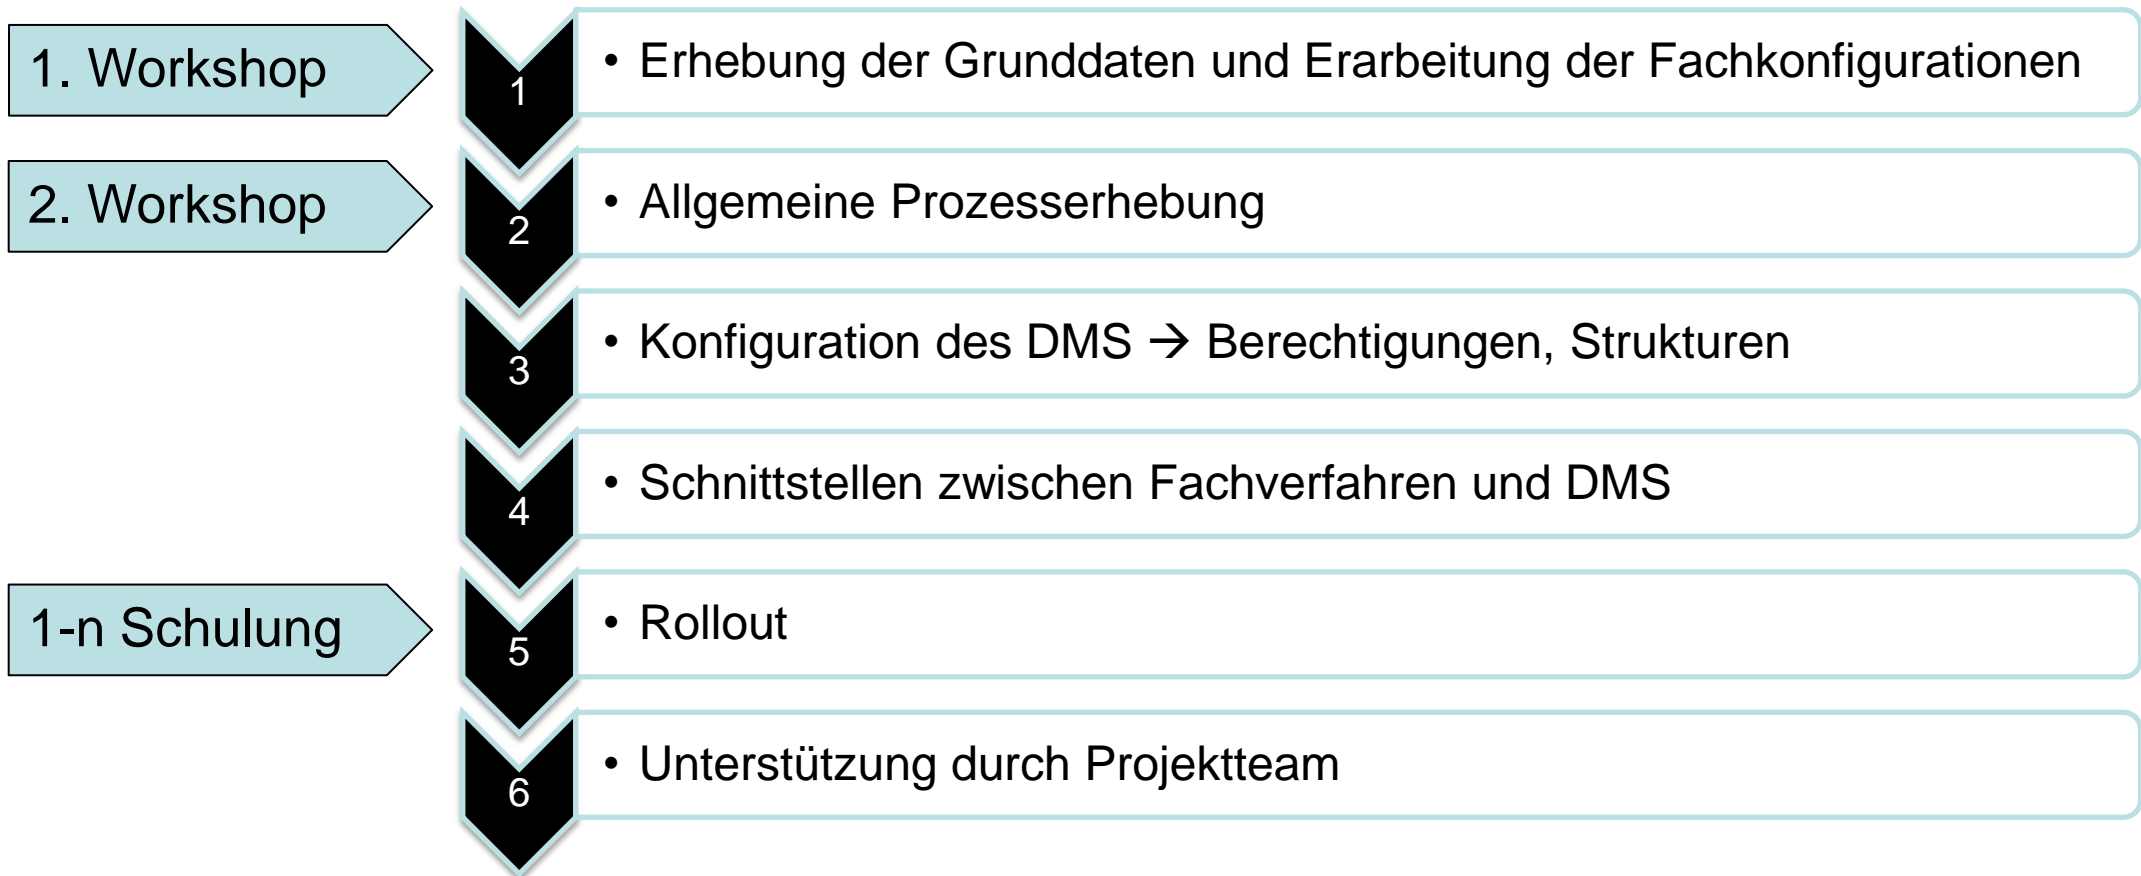 1. Workshop
1
• Erhebung der Grunddaten und Erarbeitung der Fachkonfigurationen
2. Workshop
2
• Allgemeine Prozesserhebung
3
• Konfiguration des DMS → Berechtigungen, Strukturen
4
• Schnittstellen zwischen Fachverfahren und DMS
1-n Schulung
5
• Rollout
6
• Unterstützung durch Projektteam